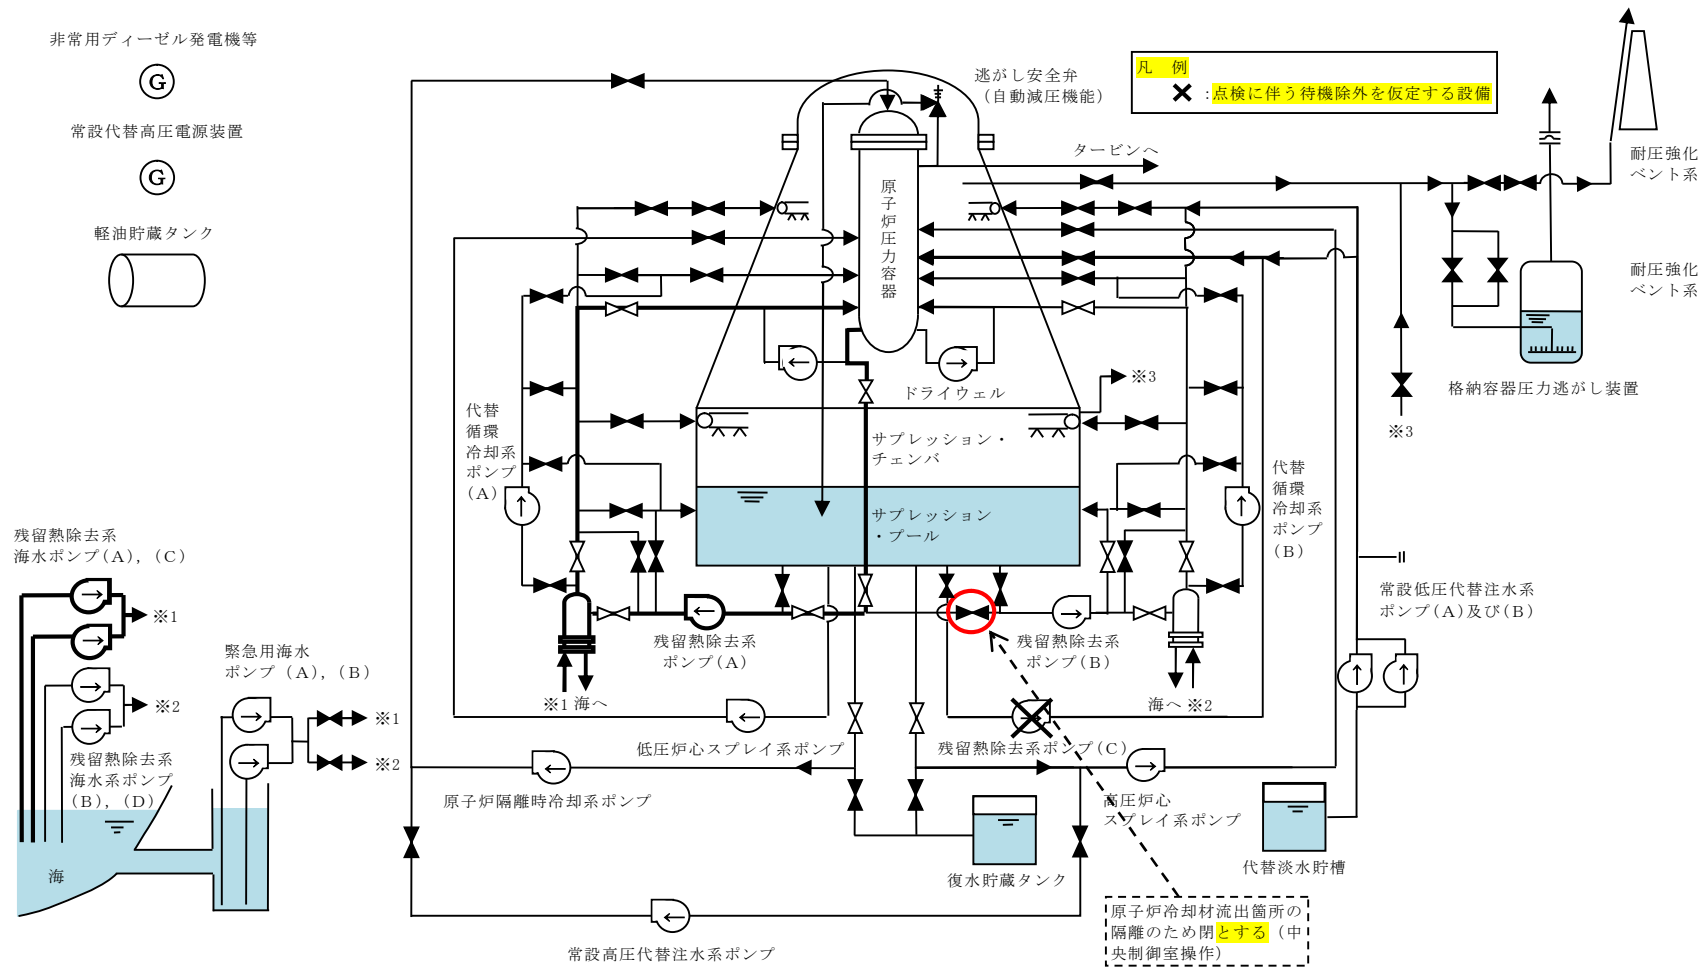 非常用ディーゼル発電機等
G
常設代替高圧電源装置
G
軽油貯蔵タンク
逃がし安全弁
（自動減圧機能）
凡　例
：点検に伴う待機除外を仮定する設備
タービンへ
耐圧強化
ベント系
耐圧強化
ベント系
格納容器圧力逃がし装置
※3
原子炉圧力容器
ドライウェル
※3
サプレッション・
チェンバ
サプレッション
・プール
代替
循環
冷却系
ポンプ
（A）
代替
循環
冷却系
ポンプ
（B）
残留熱除去系
海水ポンプ（A），（C）
※1
※2
残留熱除去系
海水系ポンプ
（B），（D）
海
緊急用海水
ポンプ（A），（B）
※1
※2
残留熱除去系
ポンプ（A）
残留熱除去系
ポンプ（B）
※1 海へ
海へ ※2
常設低圧代替注水系
ポンプ（A）及び（B）
低圧炉心スプレイ系ポンプ
残留熱除去系ポンプ（C）
原子炉隔離時冷却系ポンプ
高圧炉心
スプレイ系ポンプ
復水貯蔵タンク
代替淡水貯槽
常設高圧代替注水系ポンプ
原子炉冷却材流出箇所の
隔離のため閉とする（中
央制御室操作）